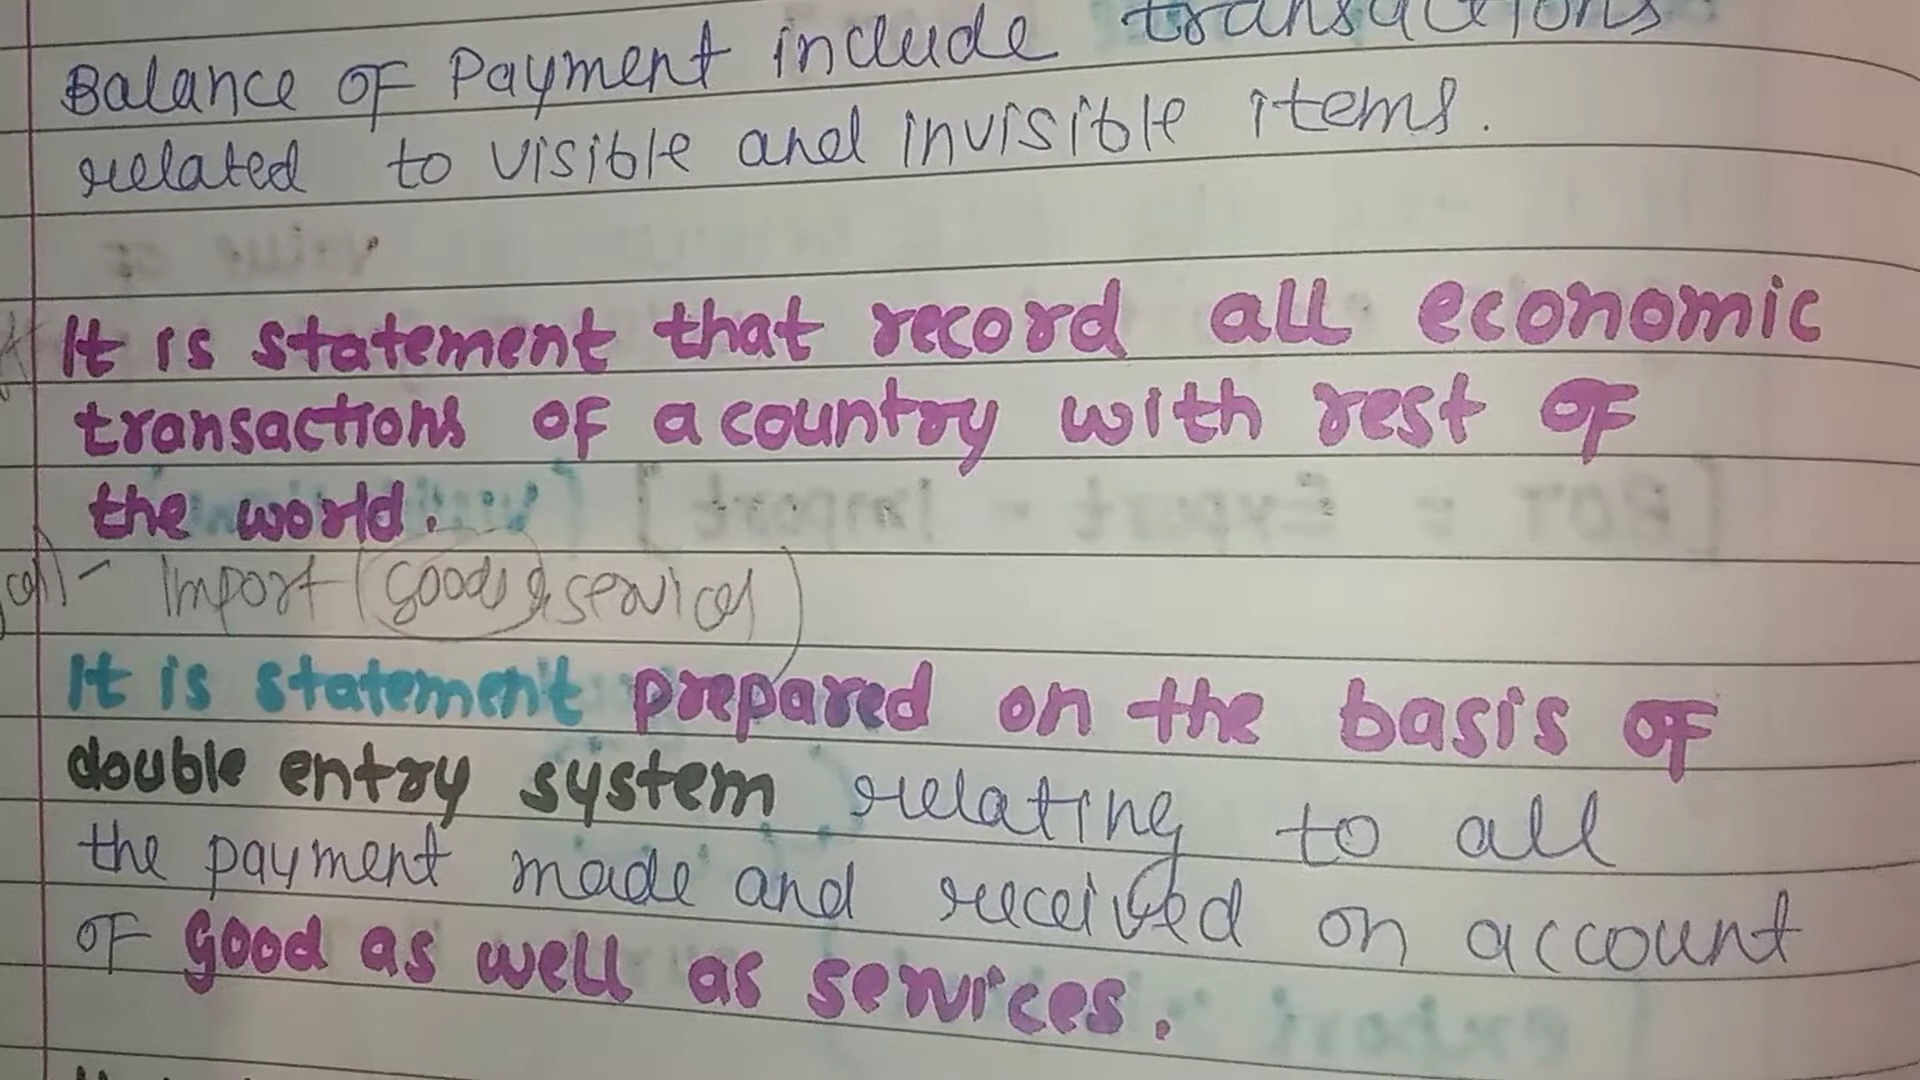 Balance OF Payment include transactions
related to visible and invisible items.
It is statement that record all economic
transactions of a country with rest of
the world.
- Import (goods & services)
It is statement prepared on the basis of
double entry system relating to all
the payment made and received on account
of good as well as services.